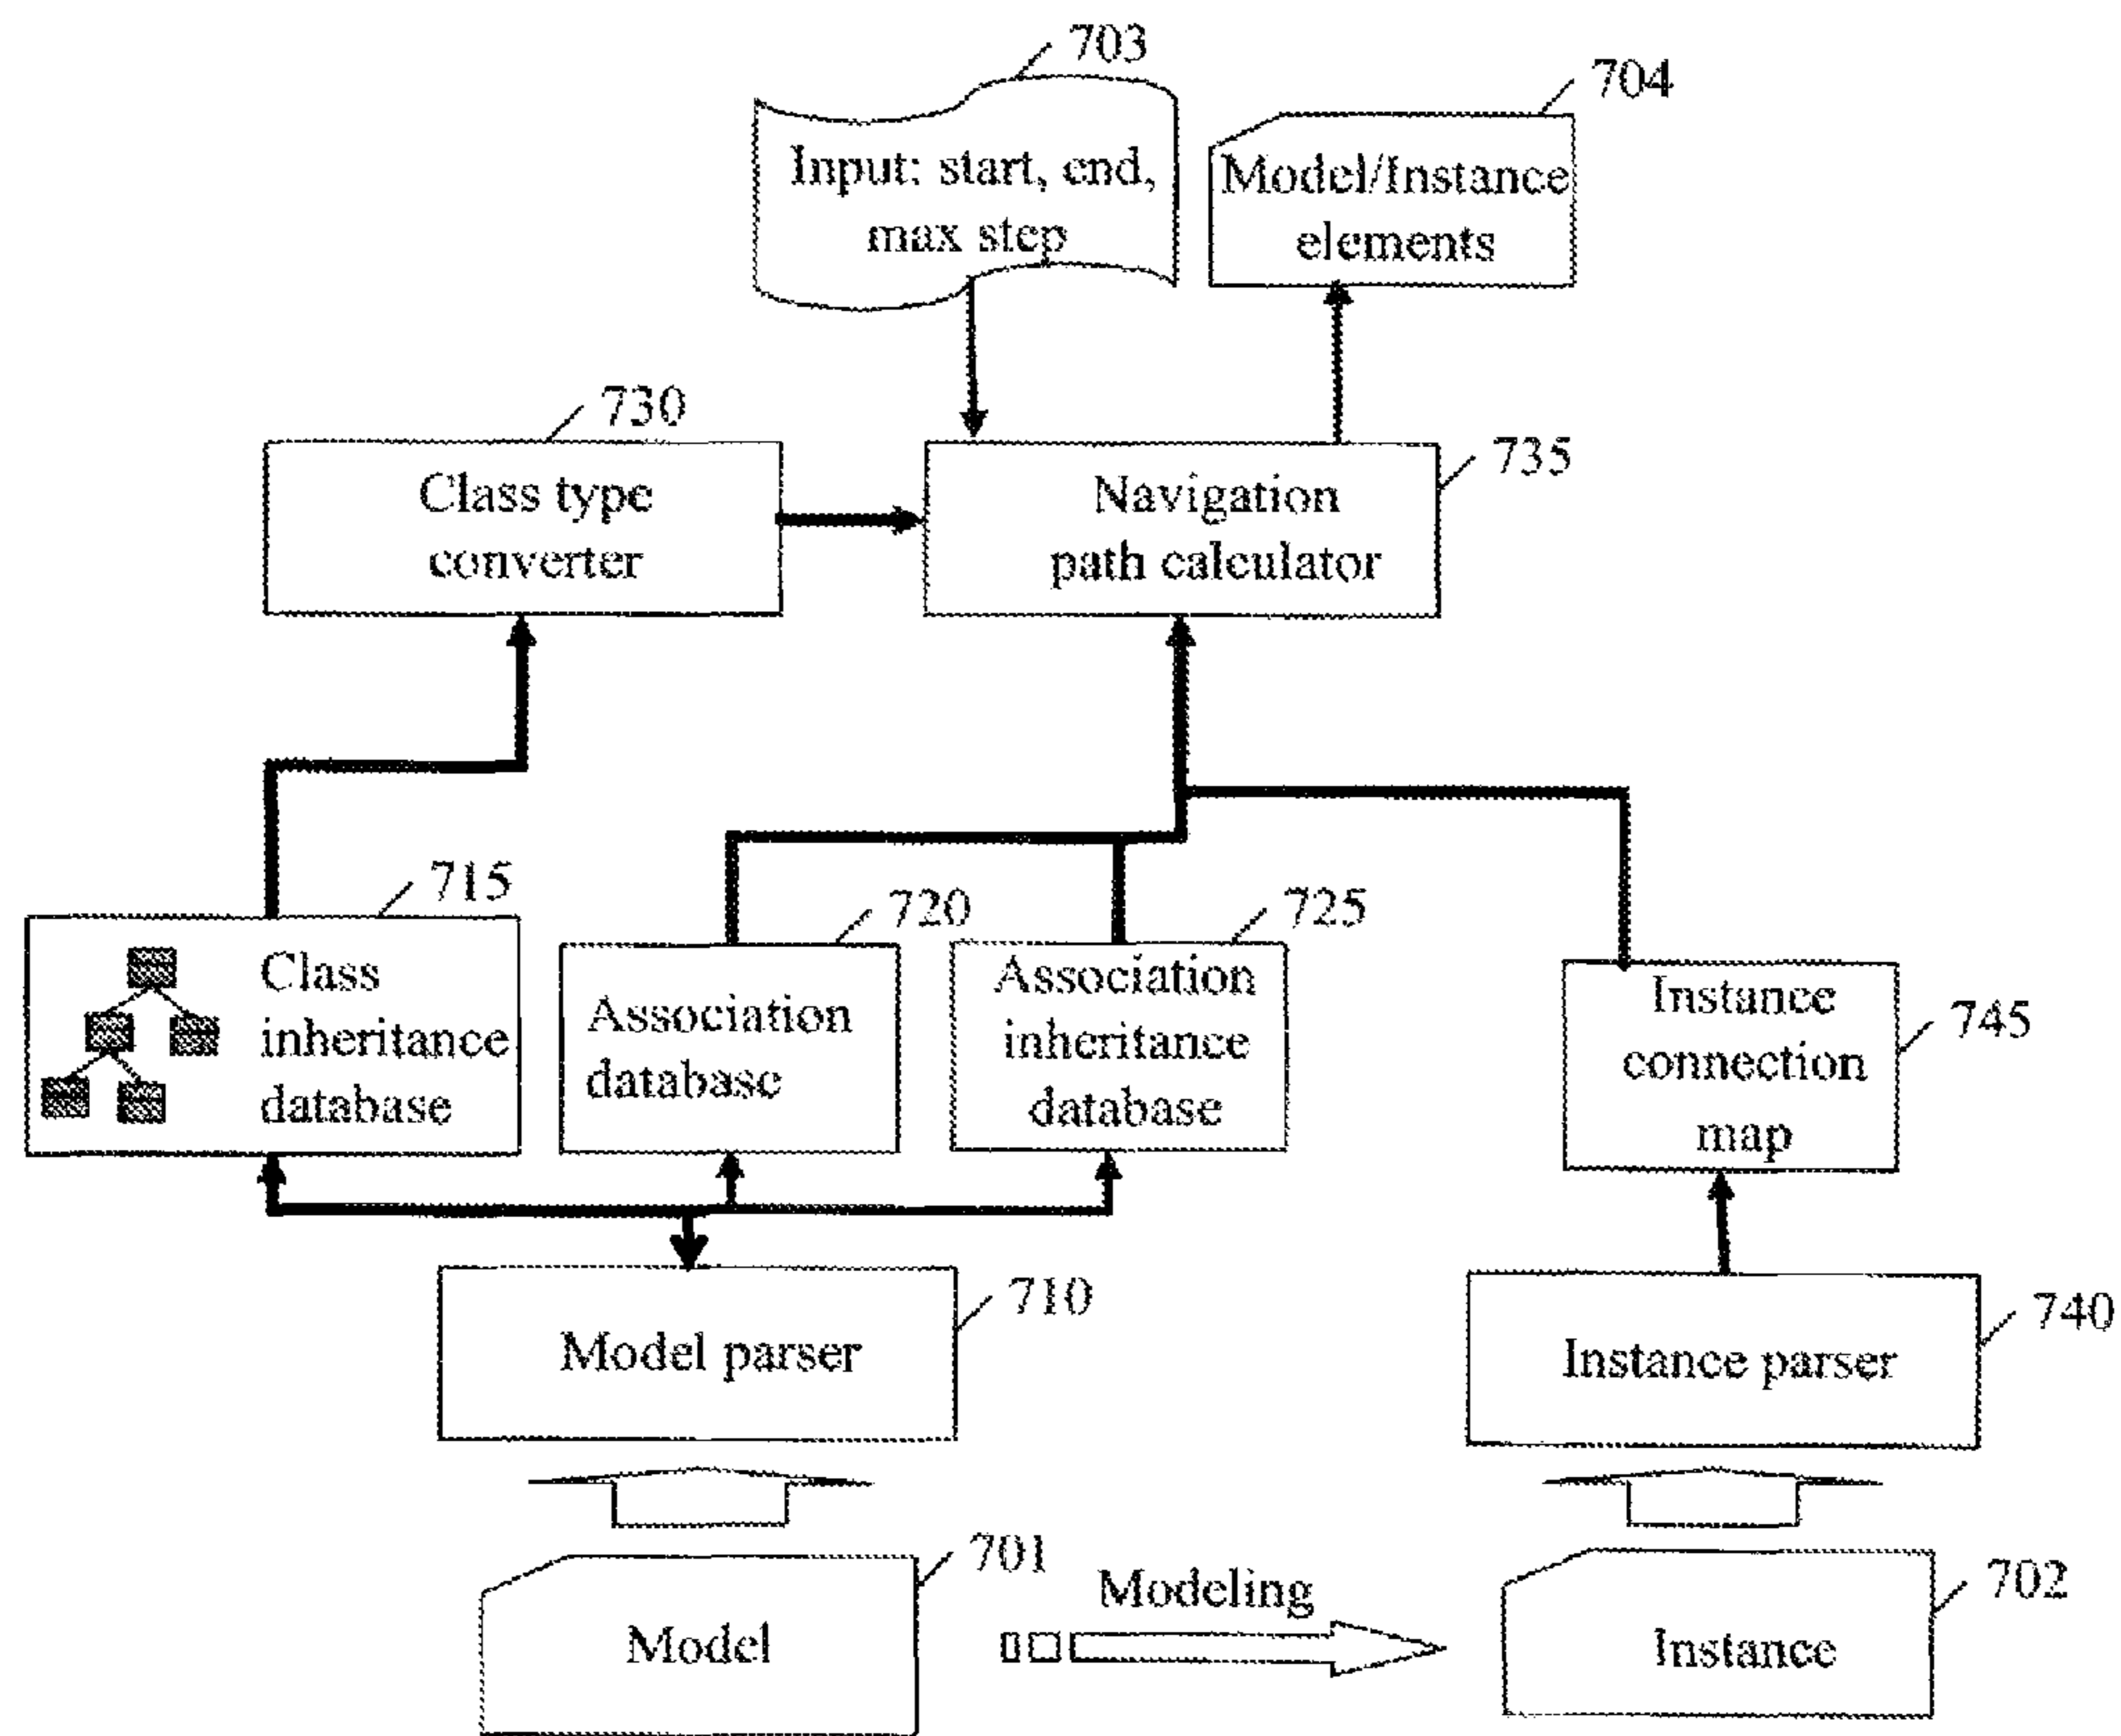 703
704
Input: start, end,
max step
Model/Instance
elements
730
735
Class type
converter
Navigation
path calculator
715
720
725
745
Class
inheritance
database
Association
database
Association
inheritance
database
Instance
connection
map
710
740
Model parser
Instance parser
701
702
Modeling
Model
Instance